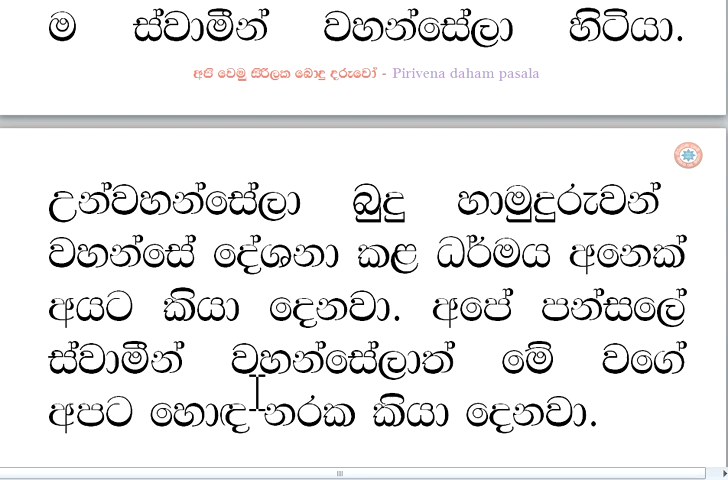 ම ස්වාමීන් වහන්සේලා හිටියා.
අපි වෙමු සිරිලක බොදු දරුවෝ - Pirivena daham pasala
උන්වහන්සේලා බුදු හාමුදුරුවන්
වහන්සේ දේශනා කළ ධර්මය අනෙක්
අයට කියා දෙනවා. අපේ පන්සලේ
ස්වාමීන් වහන්සේලාත් මේ වගේ
අපට හොඳ නරක කියා දෙනවා.